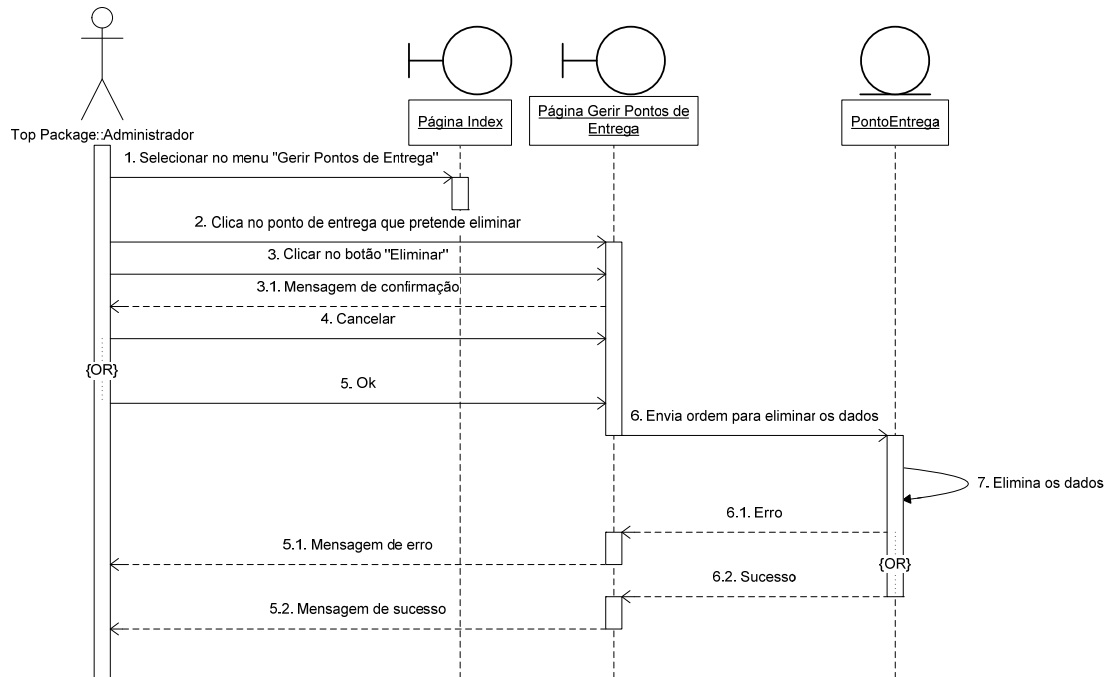 Top Package::Administrador
Página Index
Página Gerir Pontos de
Entrega
PontoEntrega
1. Selecionar no menu "Gerir Pontos de Entrega"
2. Clica no ponto de entrega que pretende eliminar
3. Clicar no botão "Eliminar"
3.1. Mensagem de confirmação
4. Cancelar
{OR}
5. Ok
6. Envia ordem para eliminar os dados
7. Elimina os dados
6.1. Erro
5.1. Mensagem de erro
{OR}
6.2. Sucesso
5.2. Mensagem de sucesso